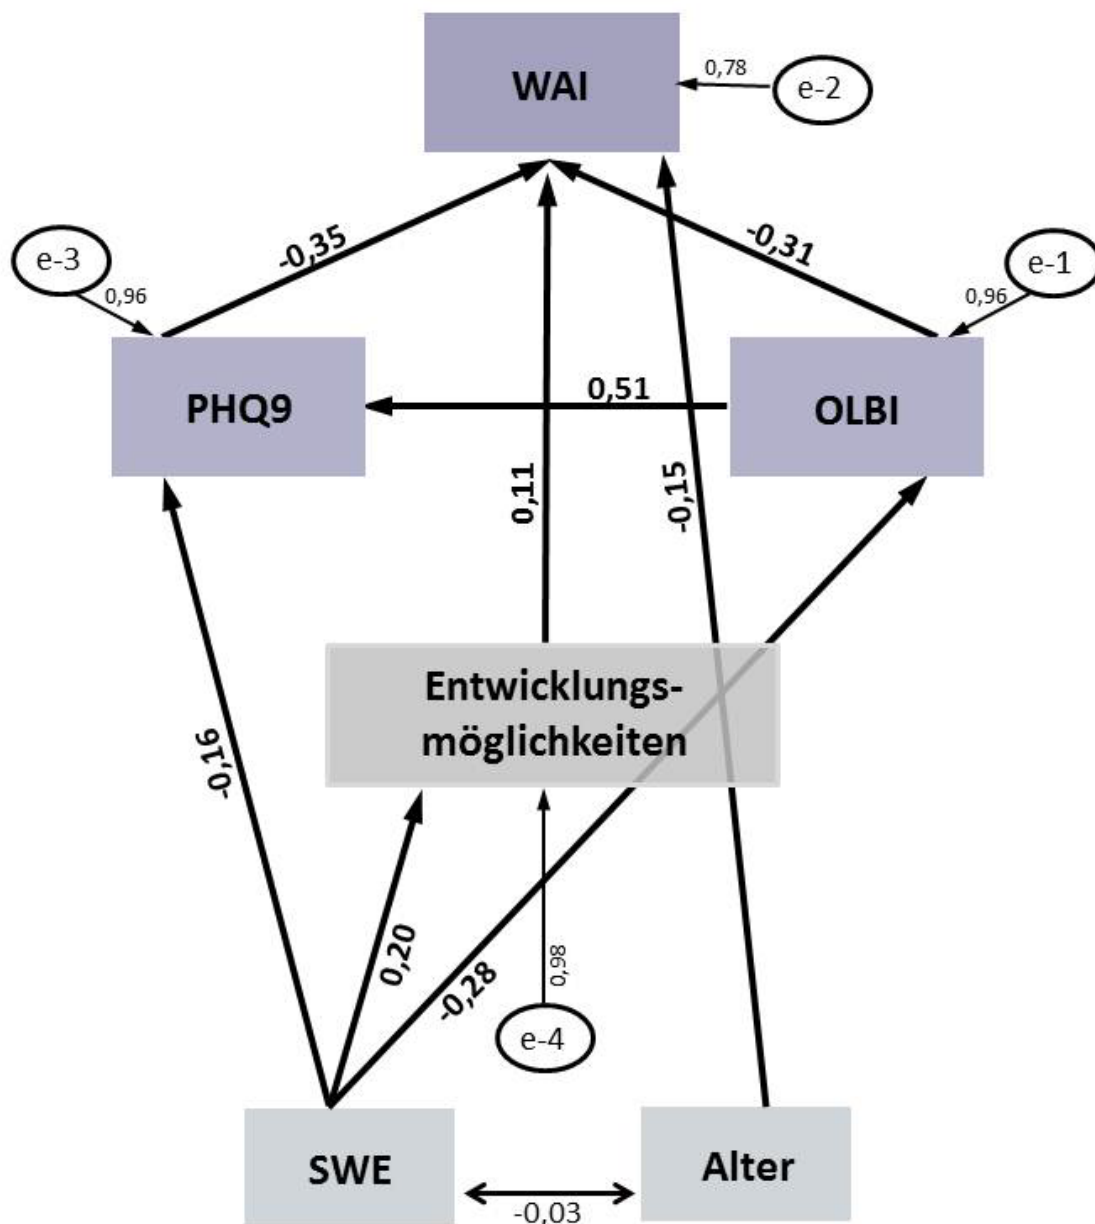 WAI
0,78
e-2
-0,35
-0,31
e-3
0,96
e-1
0,96
PHQ9
0,51
OLBI
0,11
-0,15
Entwicklungs-
möglichkeiten
-0,16
0,20
-0,28
0,98
e-4
SWE
Alter
-0,03